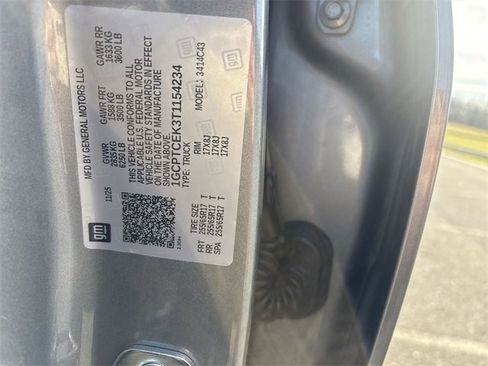 MFD BY GENERAL MOTORS LLC
11/25
GVWR
2835 KG
6250 LB
GAWR FRT
1588 KG
3500 LB
GAWR RR
1633 KG
3600 LB
THIS VEHICLE CONFORMS TO ALL
APPLICABLE U.S. FEDERAL MOTOR
VEHICLE SAFETY STANDARDS IN EFFECT
ON THE DATE OF MANUFACTURE
1GCPTCEK3T1154234
TYPE: TRUCK
MODEL: 3414C43
TIRE SIZE RIM
FRT 255/65R17 T 17X8J
RR 255/65R17 T 17X8J
SPA 255/65R17 T 17X8J
gm